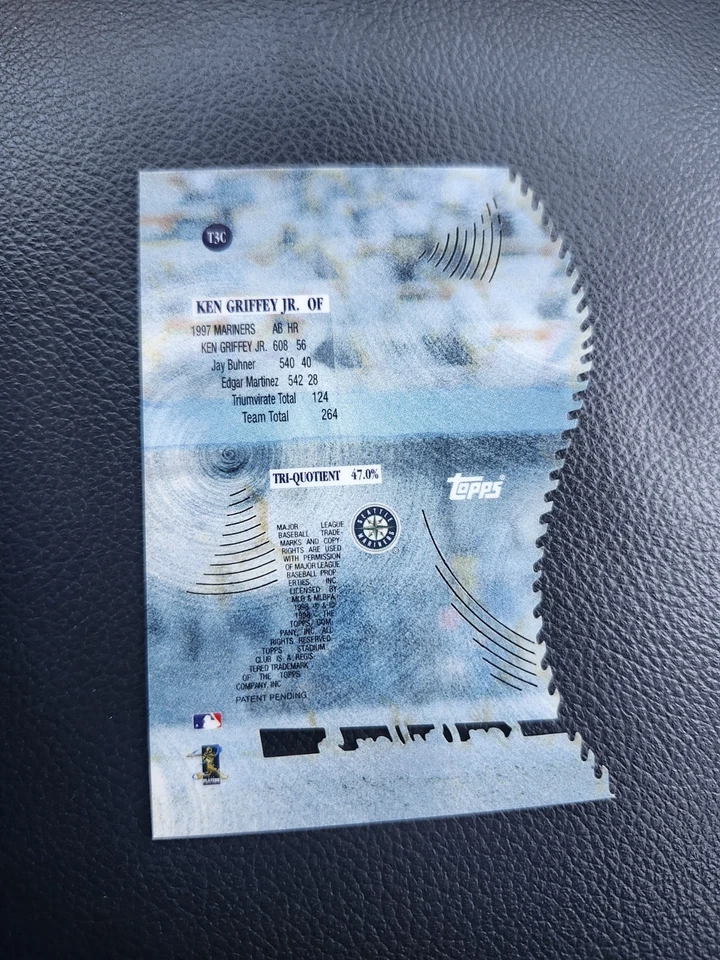 T3C
KEN GRIFFEY JR. OF
1997 MARINERS AB HR
KEN GRIFFEY JR. 608 56
Jay Buhner 540 40
Edgar Martinez 542 28
Triumvirate Total 124
Team Total 264
TRI-QUOTIENT 47.0%
topps
SEATTLE
MARINERS
MAJOR LEAGUE
BASEBALL TRADE-
MARKS AND COPY-
RIGHTS ARE USED
WITH PERMISSION
OF MAJOR LEAGUE
BASEBALL PROP-
ERTIES, INC.
LICENSED BY
MLB & MLBPA
THE
TOPPS COM-
PANY, INC. ALL
RIGHTS RESERVED.
TOPPS STADIUM
CLUB IS A REGIS-
TERED TRADEMARK
OF THE TOPPS
COMPANY, INC.
PATENT PENDING